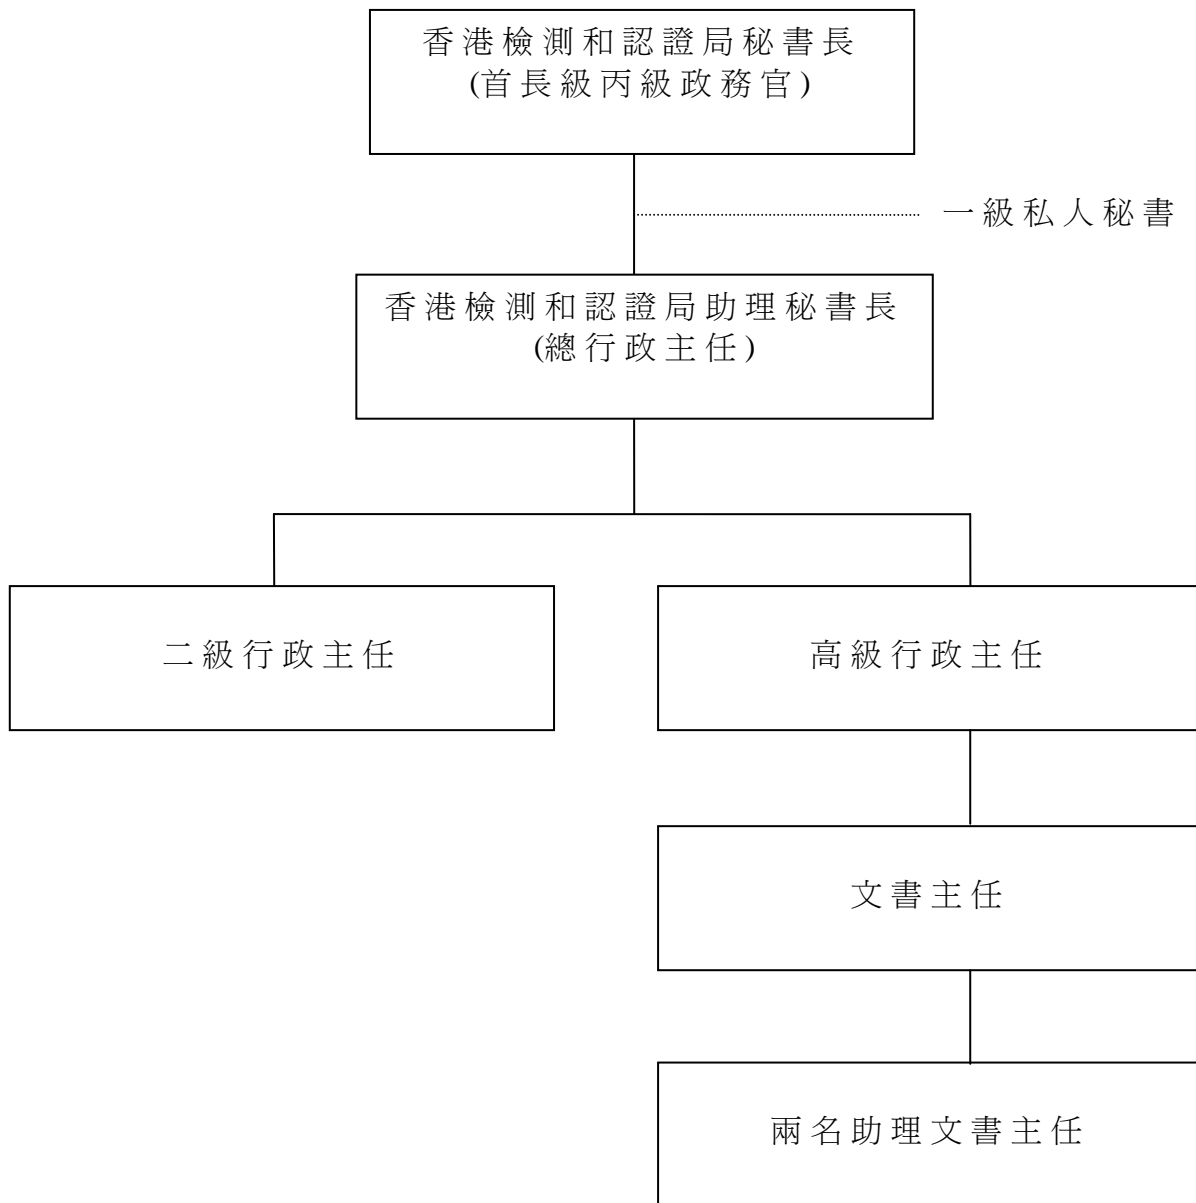 香港檢測和認證局秘書長
(首長級丙級政務官)
一級私人秘書
香港檢測和認證局助理秘書長
(總行政主任)
二級行政主任
高級行政主任
文書主任
兩名助理文書主任